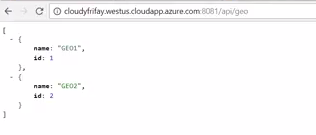 cloudyfrifay.westus.cloudapp.azure.com:8081/api/geo
[
- {
name: "GEO1",
id: 1
},
- {
name: "GEO2",
id: 2
}
]